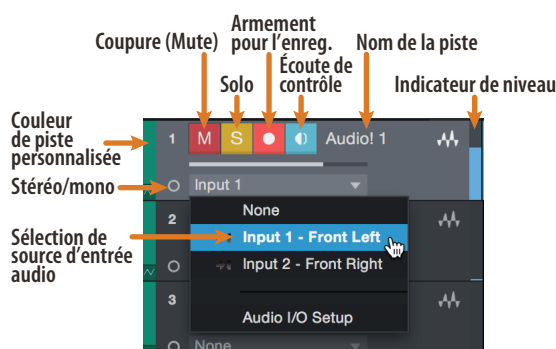 Armement
Coupure (Mute)
pour l'enreg.
Nom de la piste
Écoute de
Solo
contrôle
Indicateur de niveau
Couleur
de piste
personnalisée
1 M S Audio! 1
Stéréo/mono
Input 1
2
None
Sélection de
source d'entrée
audio
Input 1 - Front Left
Input 2 - Front Right
3
Audio I/O Setup
None